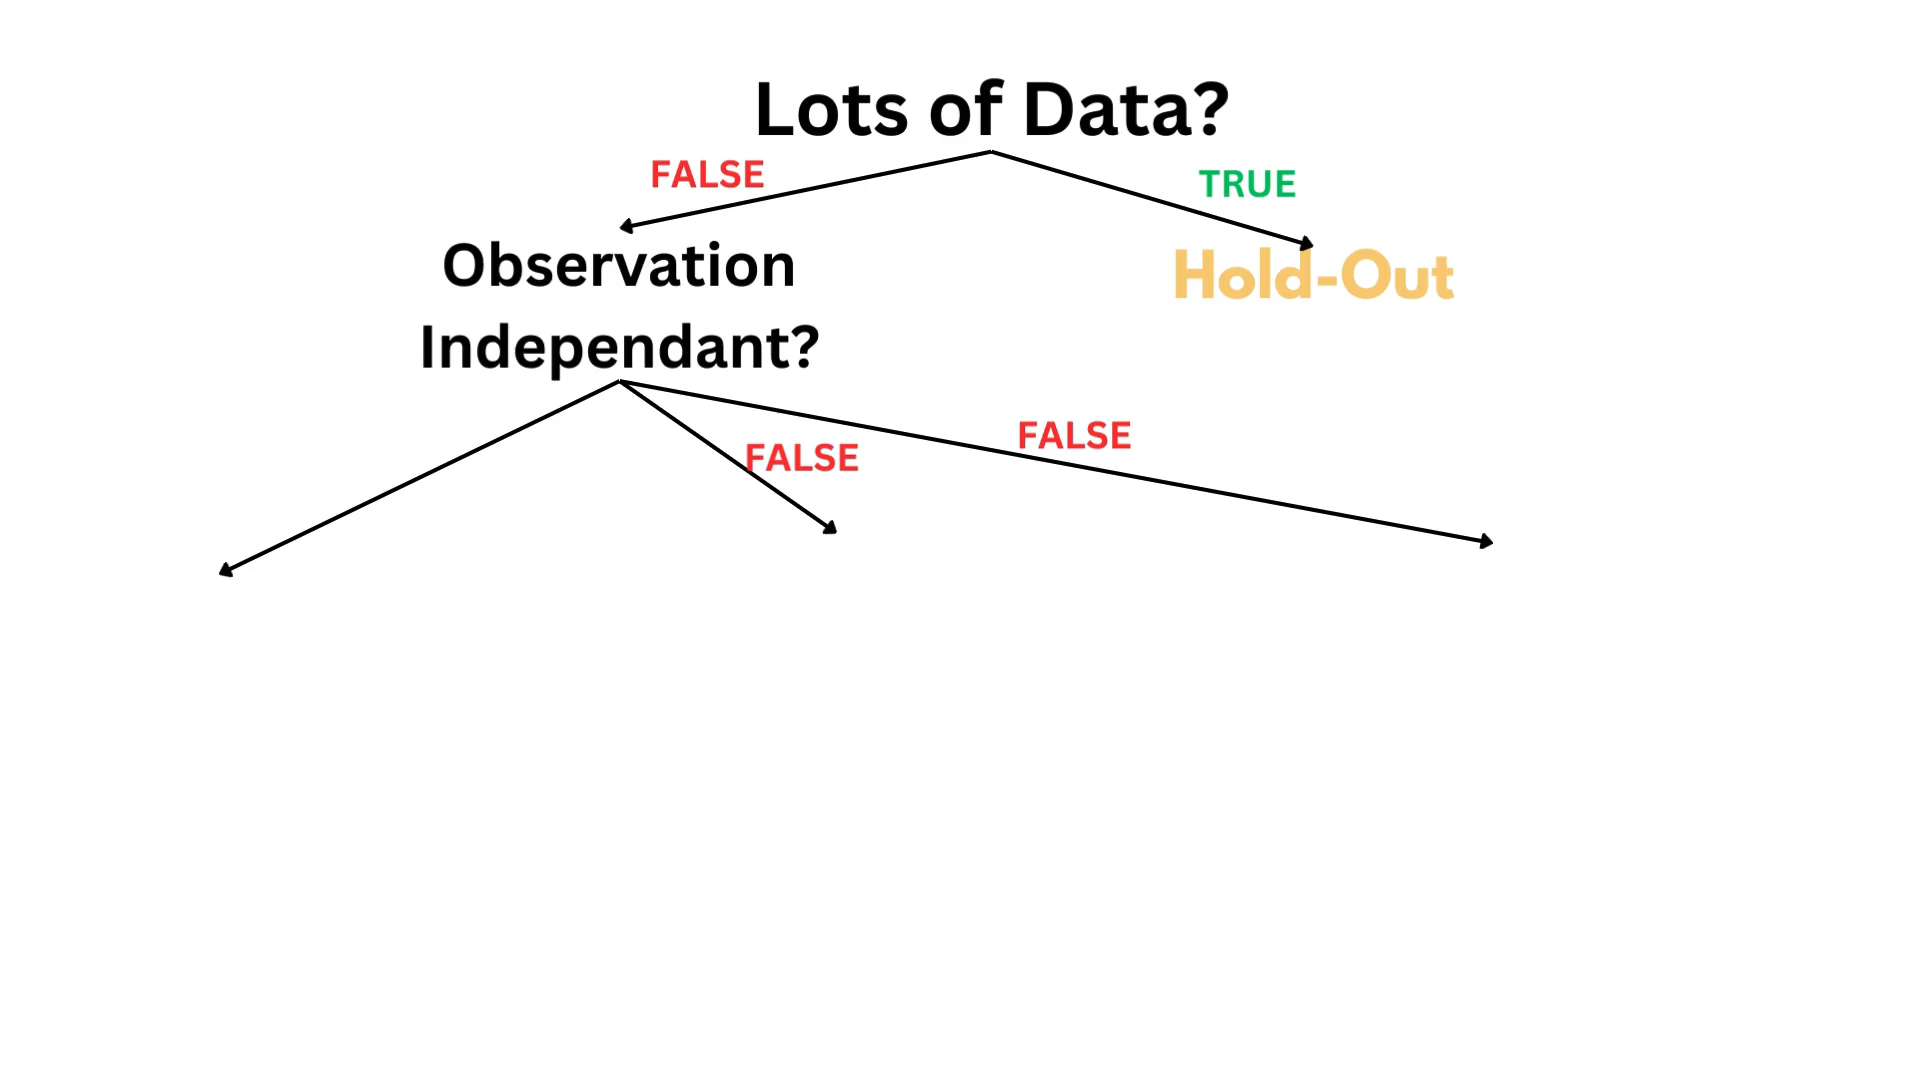 Lots of Data?
FALSE
TRUE
Observation
Independant?
Hold-Out
FALSE
FALSE